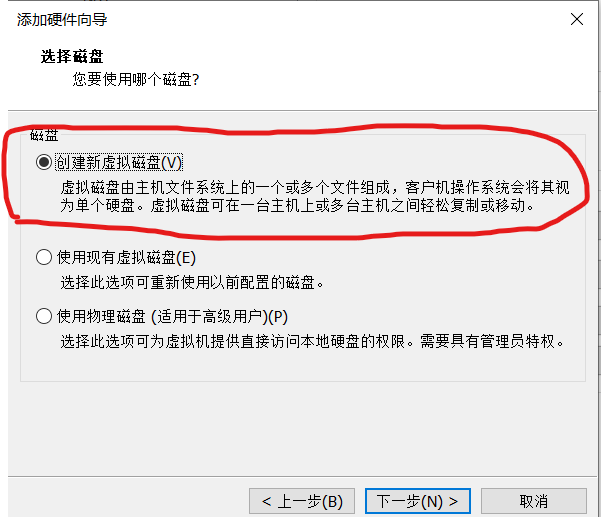 添加硬件向导
选择磁盘
您要使用哪个磁盘?
磁盘
创建新虚拟磁盘(V)
虚拟磁盘由主机文件系统上的一个或多个文件组成，客户机操作系统会将其视
为单个硬盘。虚拟磁盘可在一台主机上或多台主机之间轻松复制或移动。
使用现有虚拟磁盘(E)
选择此选项可重新使用以前配置的磁盘。
使用物理磁盘 (适用于高级用户)(P)
选择此选项可为虚拟机提供直接访问本地硬盘的权限。需要具有管理员特权。
< 上一步(B) 下一步(N) > 取消